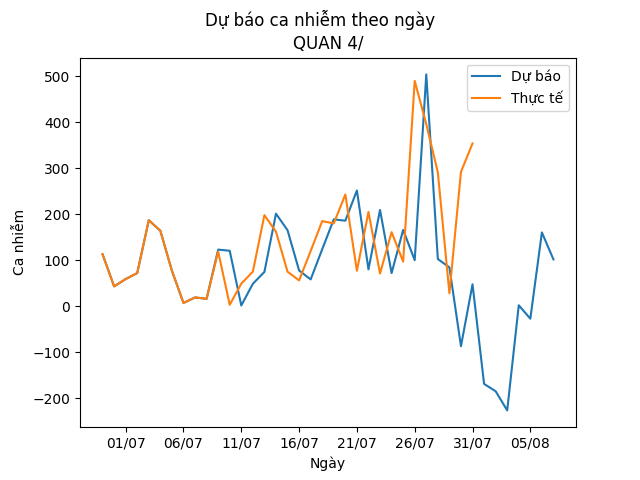 Dự báo ca nhiễm theo ngày
QUAN 4/
Dự báo
Thực tế
Ca nhiễm
500
400
300
200
100
0
−100
−200
01/07
06/07
11/07
16/07
21/07
26/07
31/07
05/08
Ngày